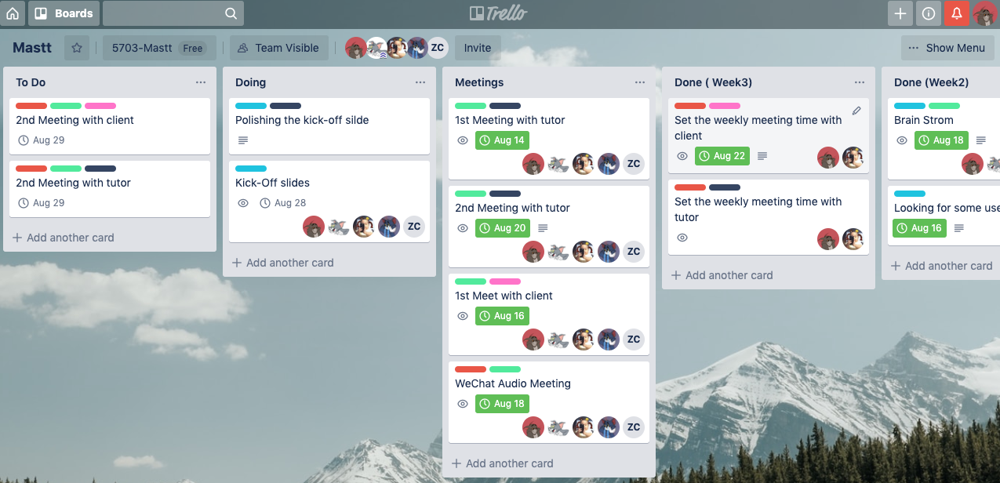 Boards
Trello
Mastt
5703-Mastt Free
Team Visible
ZC
Invite
Show Menu
To Do
2nd Meeting with client
Aug 29
2nd Meeting with tutor
Aug 29
Add another card
Doing
Polishing the kick-off silde
Kick-Off slides
Aug 28
ZC
Add another card
Meetings
1st Meeting with tutor
Aug 14
ZC
2nd Meeting with tutor
Aug 20
ZC
1st Meet with client
Aug 16
ZC
WeChat Audio Meeting
Aug 18
ZC
Add another card
Done ( Week3)
Set the weekly meeting time with
client
Aug 22
Set the weekly meeting time with
tutor
Add another card
Done (Week2)
Brain Strom
Aug 18
Looking for some use
Aug 16
Add another card